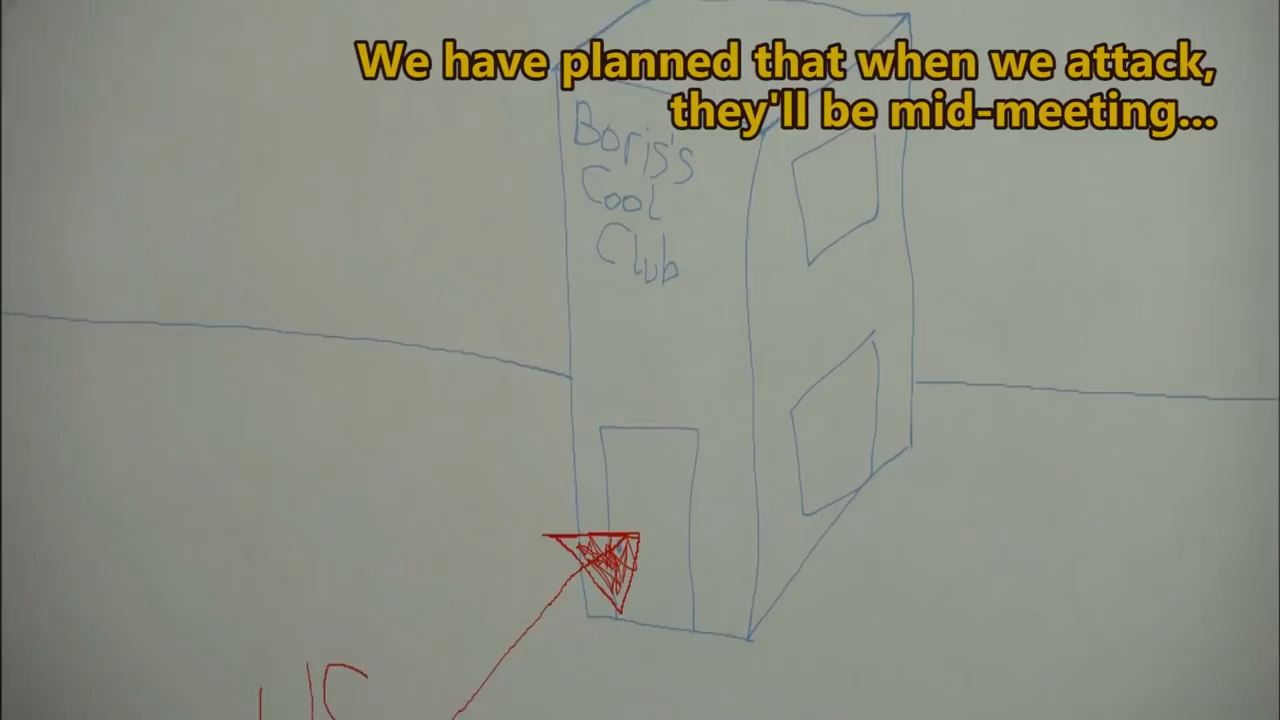 We have planned that when we attack,
they'll be mid-meeting...
Boris's
Cool
Club
US